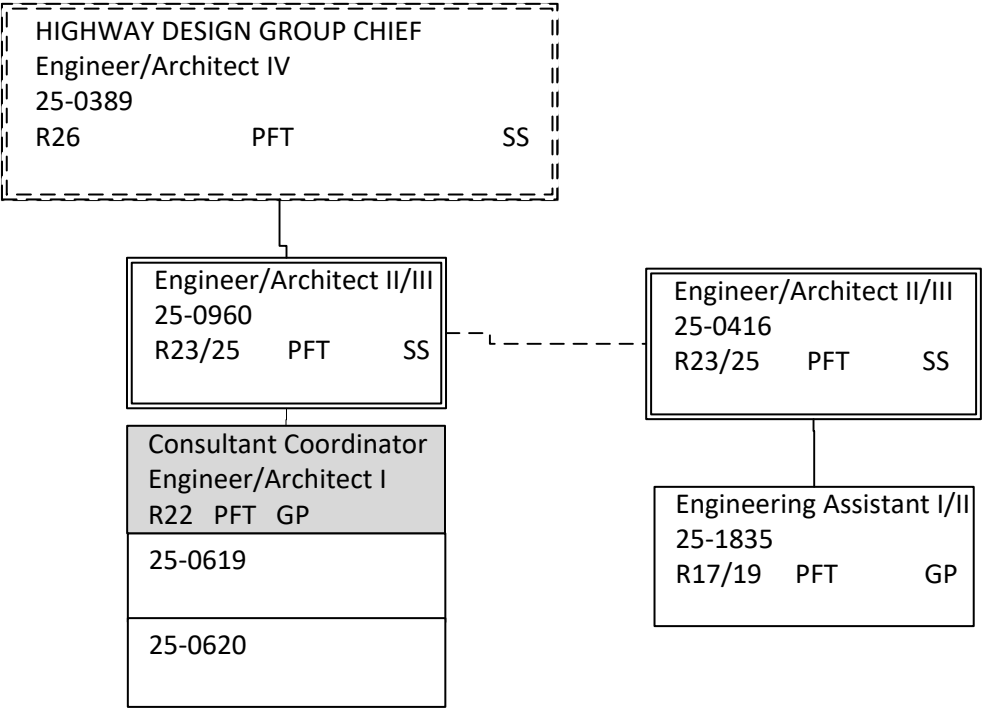 HIGHWAY DESIGN GROUP CHIEF
Engineer/Architect IV
25-0389
R26 PFT SS
Engineer/Architect II/III
25-0960
R23/25 PFT SS
Engineer/Architect II/III
25-0416
R23/25 PFT SS
Consultant Coordinator
Engineer/Architect I
R22 PFT GP
25-0619
25-0620
Engineering Assistant I/II
25-1835
R17/19 PFT GP